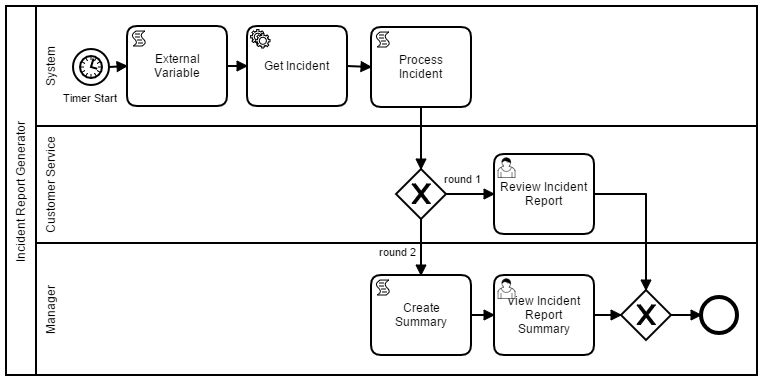 Incident Report Generator
System
Timer Start
External
Variable
Get Incident
Process
Incident
Customer Service
X
round 1
Review Incident
Report
round 2
Manager
Create
Summary
View Incident
Report
Summary
X